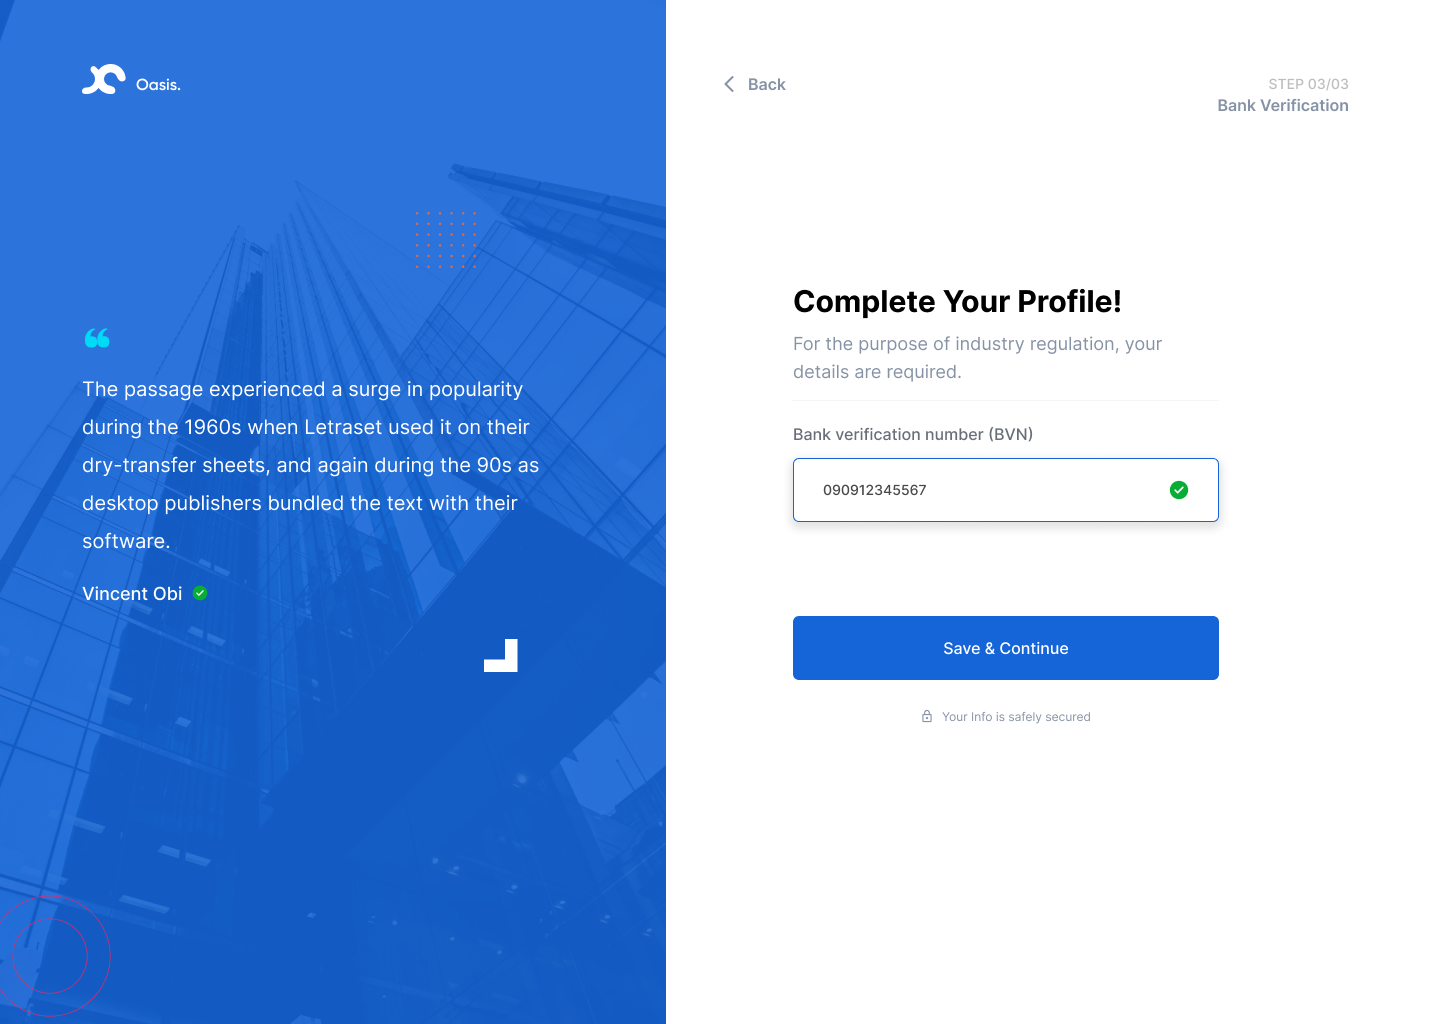 Oasis.
“
The passage experienced a surge in popularity
during the 1960s when Letraset used it on their
dry-transfer sheets, and again during the 90s as
desktop publishers bundled the text with their
software.
Vincent Obi
Back
STEP 03/03
Bank Verification
Complete Your Profile!
For the purpose of industry regulation, your
details are required.
Bank verification number (BVN)
090912345567
Save & Continue
Your Info is safely secured